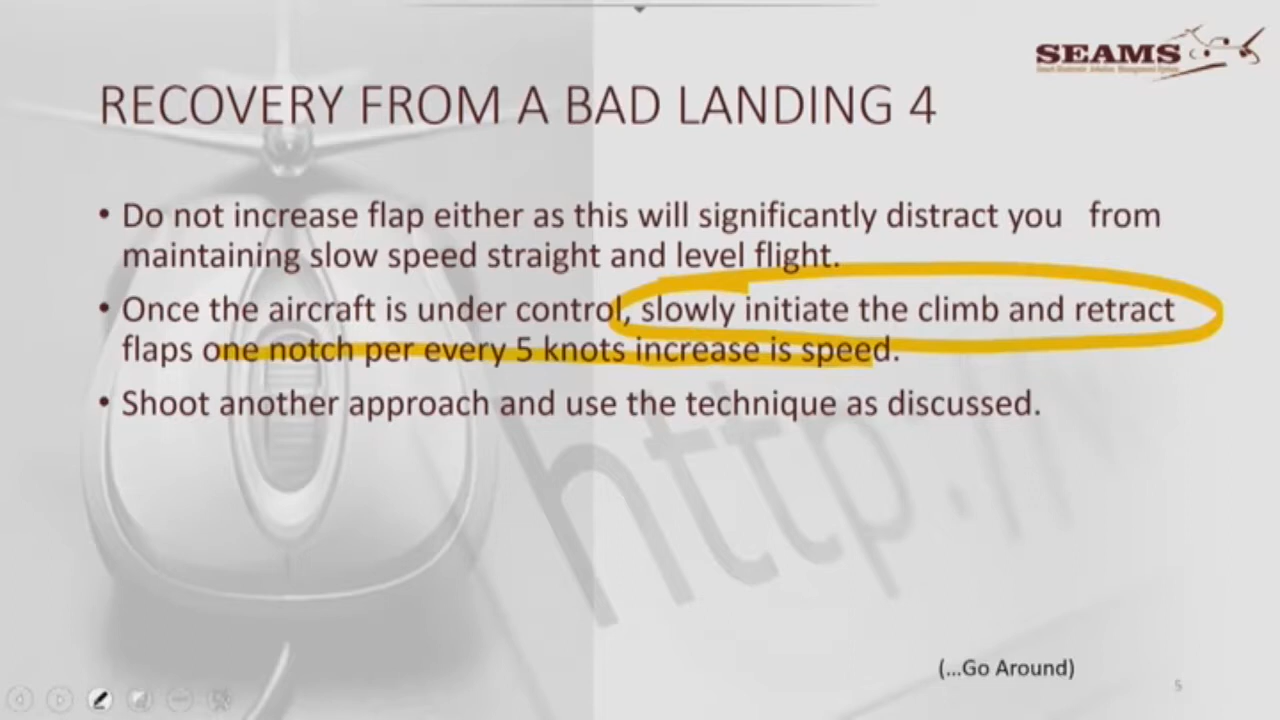 SEAMS
RECOVERY FROM A BAD LANDING 4
• Do not increase flap either as this will significantly distract you from
maintaining slow speed straight and level flight.
• Once the aircraft is under control, slowly initiate the climb and retract
flaps one notch per every 5 knots increase is speed.
• Shoot another approach and use the technique as discussed.
http://
(...Go Around)
5